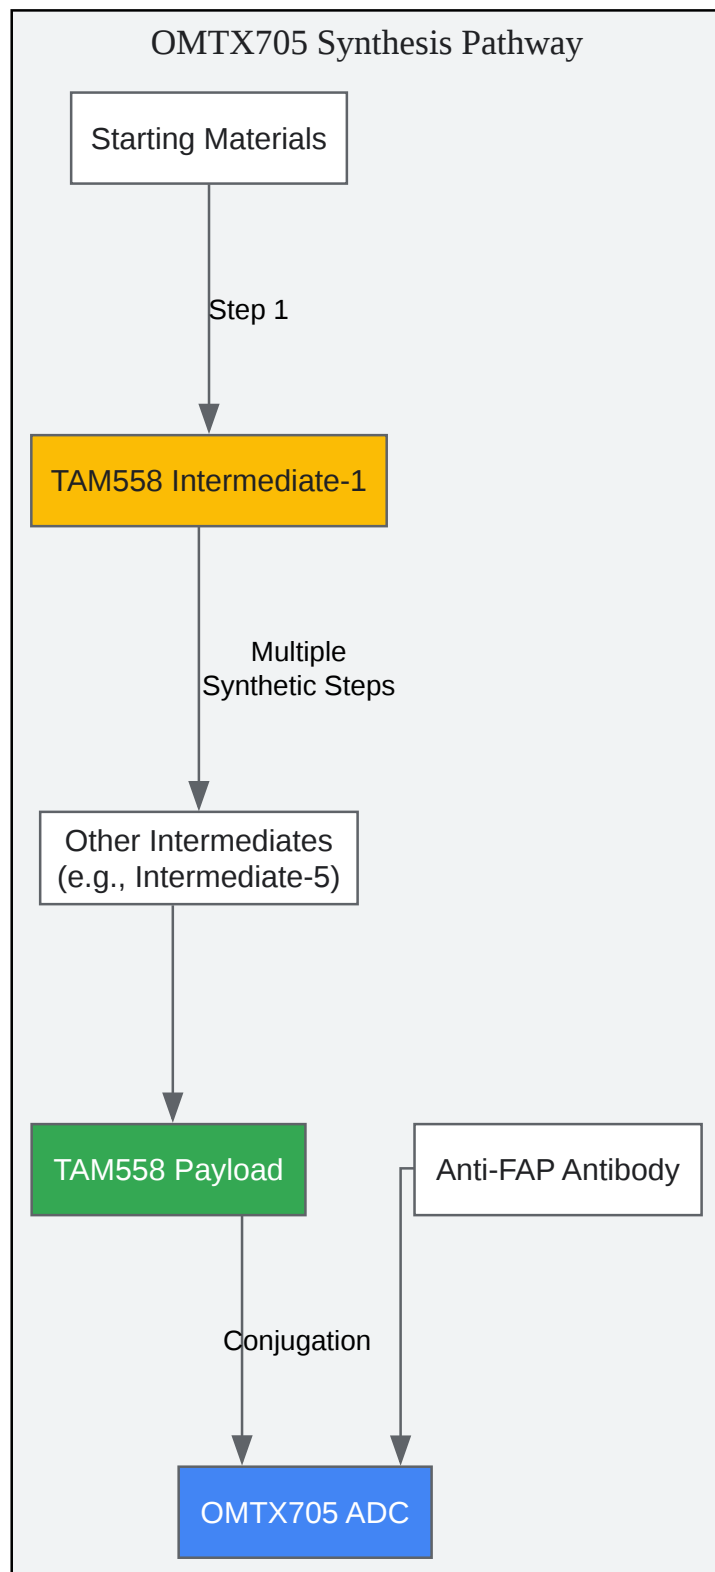 OMTX705 Synthesis Pathway
Starting Materials
Step 1
TAM558 Intermediate-1
Multiple
Synthetic Steps
Other Intermediates
(e.g., Intermediate-5)
TAM558 Payload
Anti-FAP Antibody
Conjugation
OMTX705 ADC